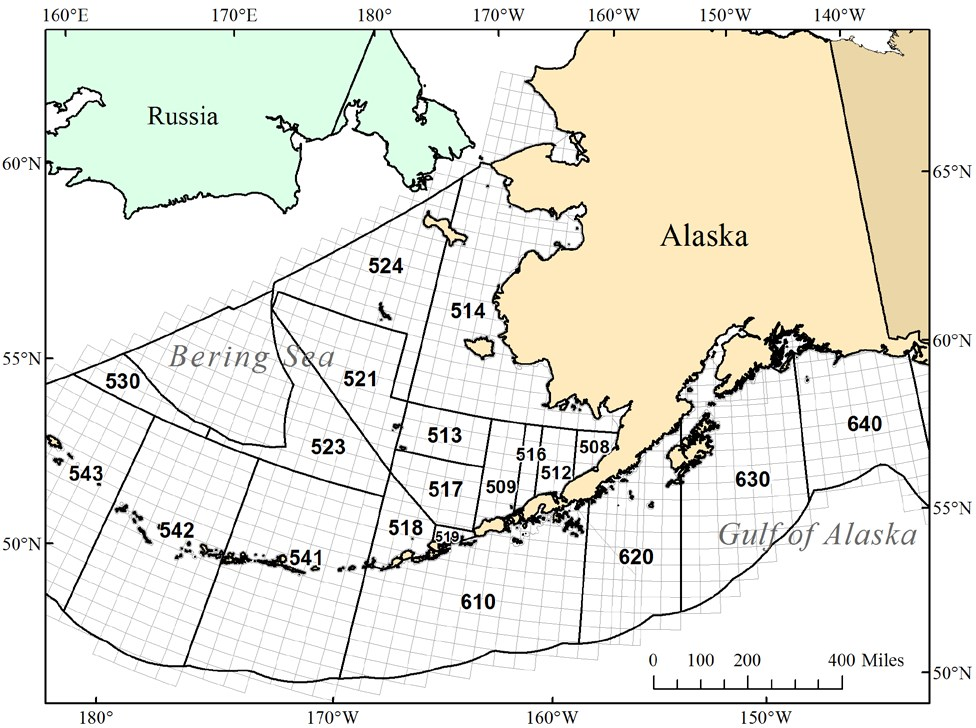 160°E 170°E 180° 170°W 160°W 150°W 140°W
Russia
60°N
65°N
Alaska
524
514
60°N
55°N
Bering Sea
530
521
640
513
508
523
516
543
512
630
517
509
55°N
542
518
519
Gulf of Alaska
50°N
541
620
610
0 100 200 400 Miles
50°N
180° 170°W 160°W 150°W